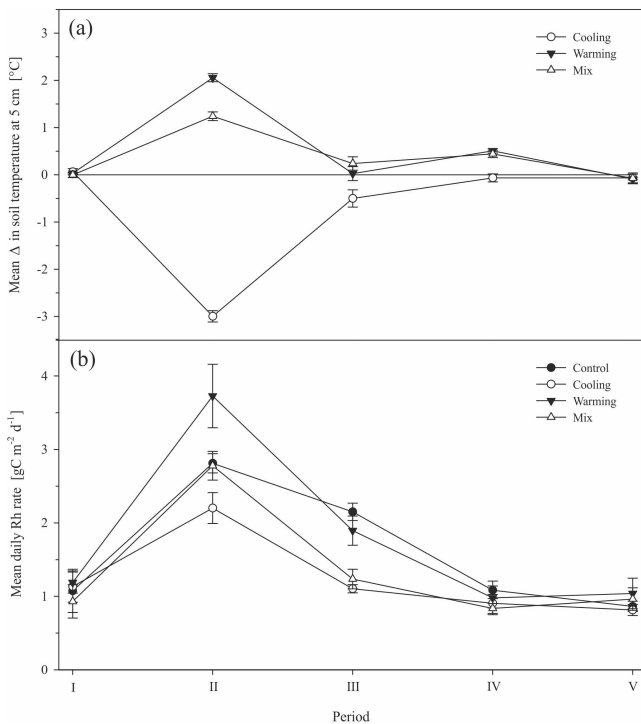 (a)
Cooling
Warming
Mix
Mean Δ in soil temperature at 5 cm [°C]
3
2
1
0
-1
-2
-3
(b)
Control
Cooling
Warming
Mix
Mean daily Rh rate [gC m⁻² d⁻¹]
4
3
2
1
0
I
II
III
IV
V
Period